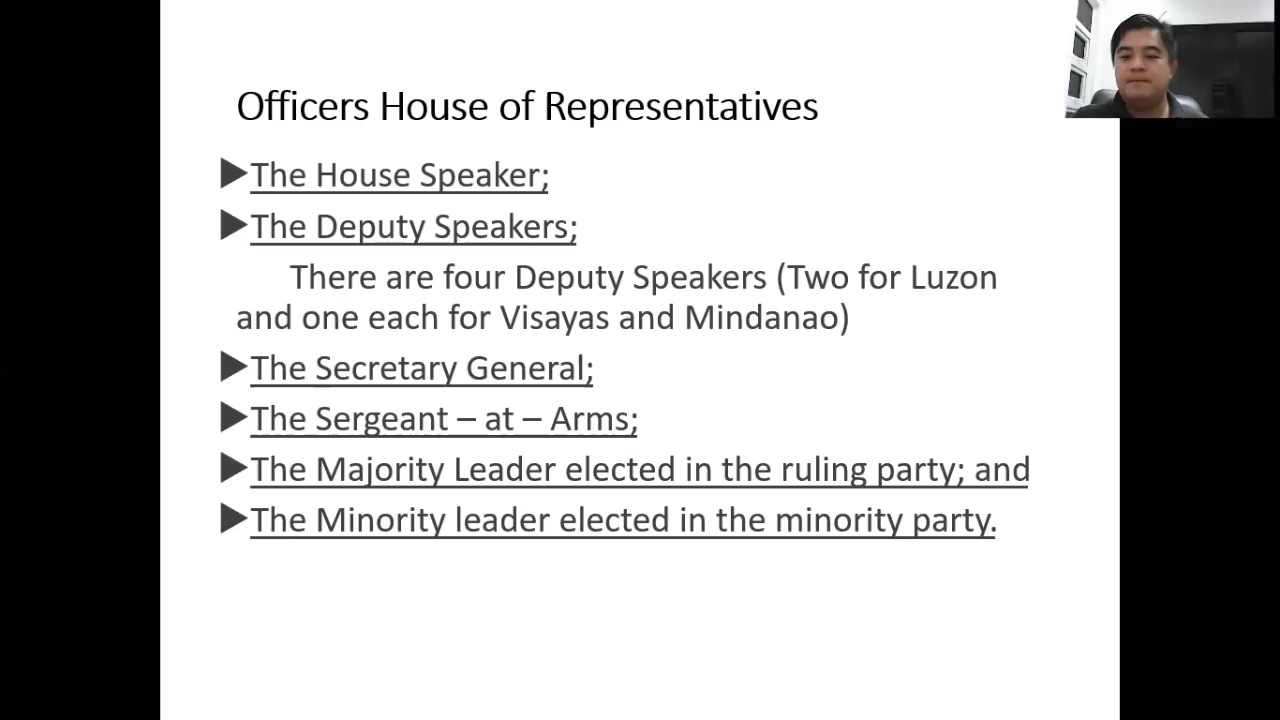 Officers House of Representatives
The House Speaker;
The Deputy Speakers;
There are four Deputy Speakers (Two for Luzon
and one each for Visayas and Mindanao)
The Secretary General;
The Sergeant – at – Arms;
The Majority Leader elected in the ruling party; and
The Minority leader elected in the minority party.